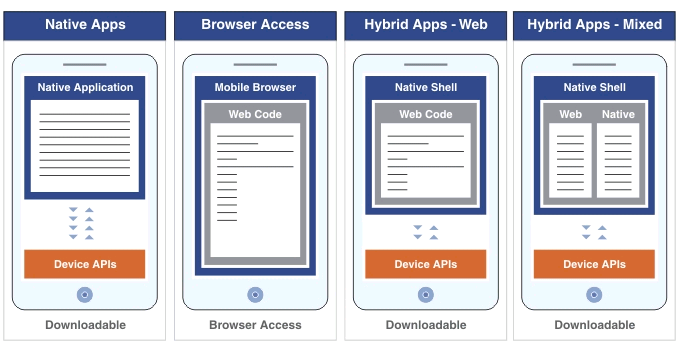 Native Apps
Native Application
Device APIs
Downloadable
Browser Access
Mobile Browser
Web Code
Browser Access
Hybrid Apps - Web
Native Shell
Web Code
Device APIs
Downloadable
Hybrid Apps - Mixed
Native Shell
Web Native
Device APIs
Downloadable